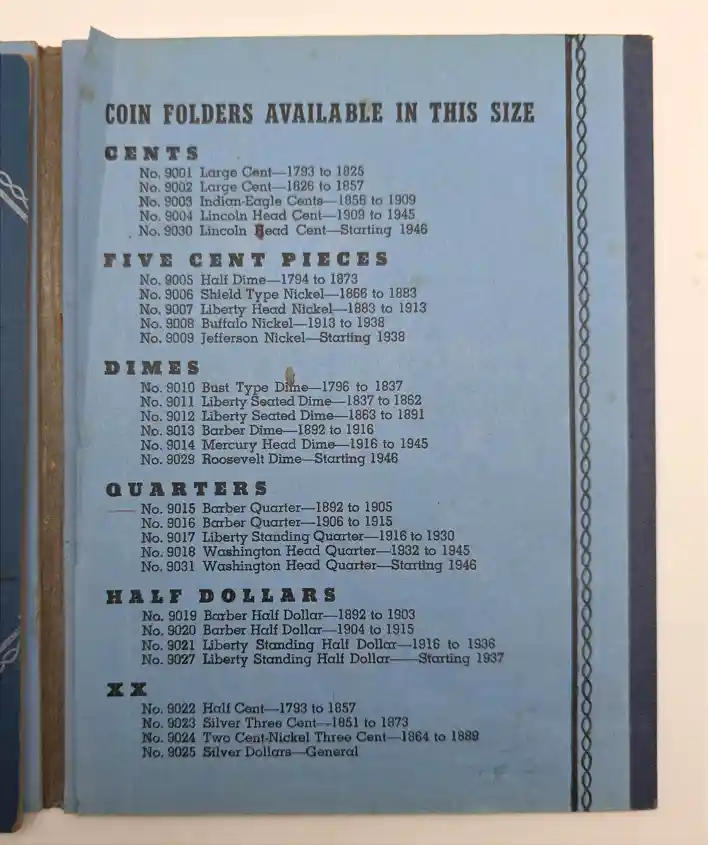 COIN FOLDERS AVAILABLE IN THIS SIZE
CENTS
No. 9001 Large Cent—1793 to 1825
No. 9002 Large Cent—1826 to 1857
No. 9003 Indian-Eagle Cents—1856 to 1909
No. 9004 Lincoln Head Cent—1909 to 1945
No. 9030 Lincoln Head Cent—Starting 1946
FIVE CENT PIECES
No. 9005 Half Dime—1794 to 1873
No. 9006 Shield Type Nickel—1866 to 1883
No. 9007 Liberty Head Nickel—1883 to 1913
No. 9008 Buffalo Nickel—1913 to 1938
No. 9009 Jefferson Nickel—Starting 1938
DIMES
No. 9010 Bust Type Dime—1796 to 1837
No. 9011 Liberty Seated Dime—1837 to 1862
No. 9012 Liberty Seated Dime—1863 to 1891
No. 9013 Barber Dime—1892 to 1916
No. 9014 Mercury Head Dime—1916 to 1945
No. 9029 Roosevelt Dime—Starting 1946
QUARTERS
No. 9015 Barber Quarter—1892 to 1905
No. 9016 Barber Quarter—1906 to 1915
No. 9017 Liberty Standing Quarter—1916 to 1930
No. 9018 Washington Head Quarter—1932 to 1945
No. 9031 Washington Head Quarter—Starting 1946
HALF DOLLARS
No. 9019 Barber Half Dollar—1892 to 1903
No. 9020 Barber Half Dollar—1904 to 1915
No. 9021 Liberty Standing Half Dollar—1916 to 1936
No. 9027 Liberty Standing Half Dollar——Starting 1937
XX
No. 9022 Half Cent—1793 to 1857
No. 9023 Silver Three Cent—1851 to 1873
No. 9024 Two Cent-Nickel Three Cent—1864 to 1889
No. 9025 Silver Dollars—General